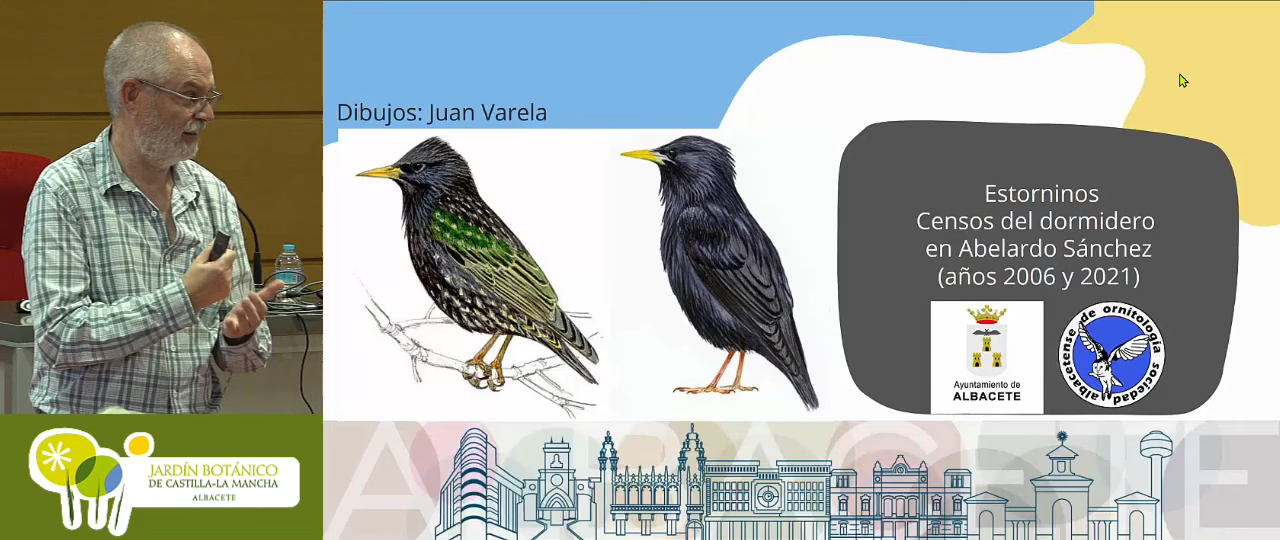 Dibujos: Juan Varela
Estorninos
Censos del dormidero
en Abelardo Sánchez
(años 2006 y 2021)
Ayuntamiento de
ALBACETE
sociedad albacetense de ornitología
JARDÍN BOTÁNICO
DE CASTILLA-LA MANCHA
ALBACETE
ALBACETE